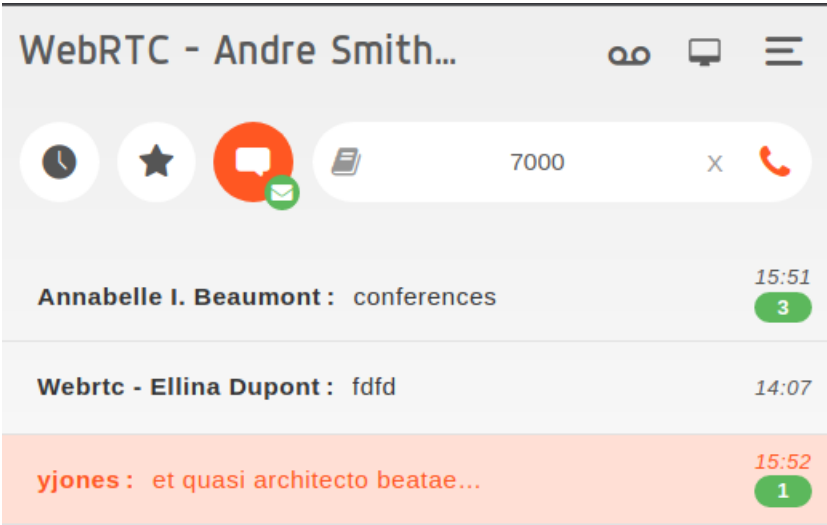 WebRTC - Andre Smith...
7000 x
Annabelle I. Beaumont : conferences 15:51
3
Webrtc - Ellina Dupont : fdfd 14:07
yjones : et quasi architecto beatae... 15:52
1